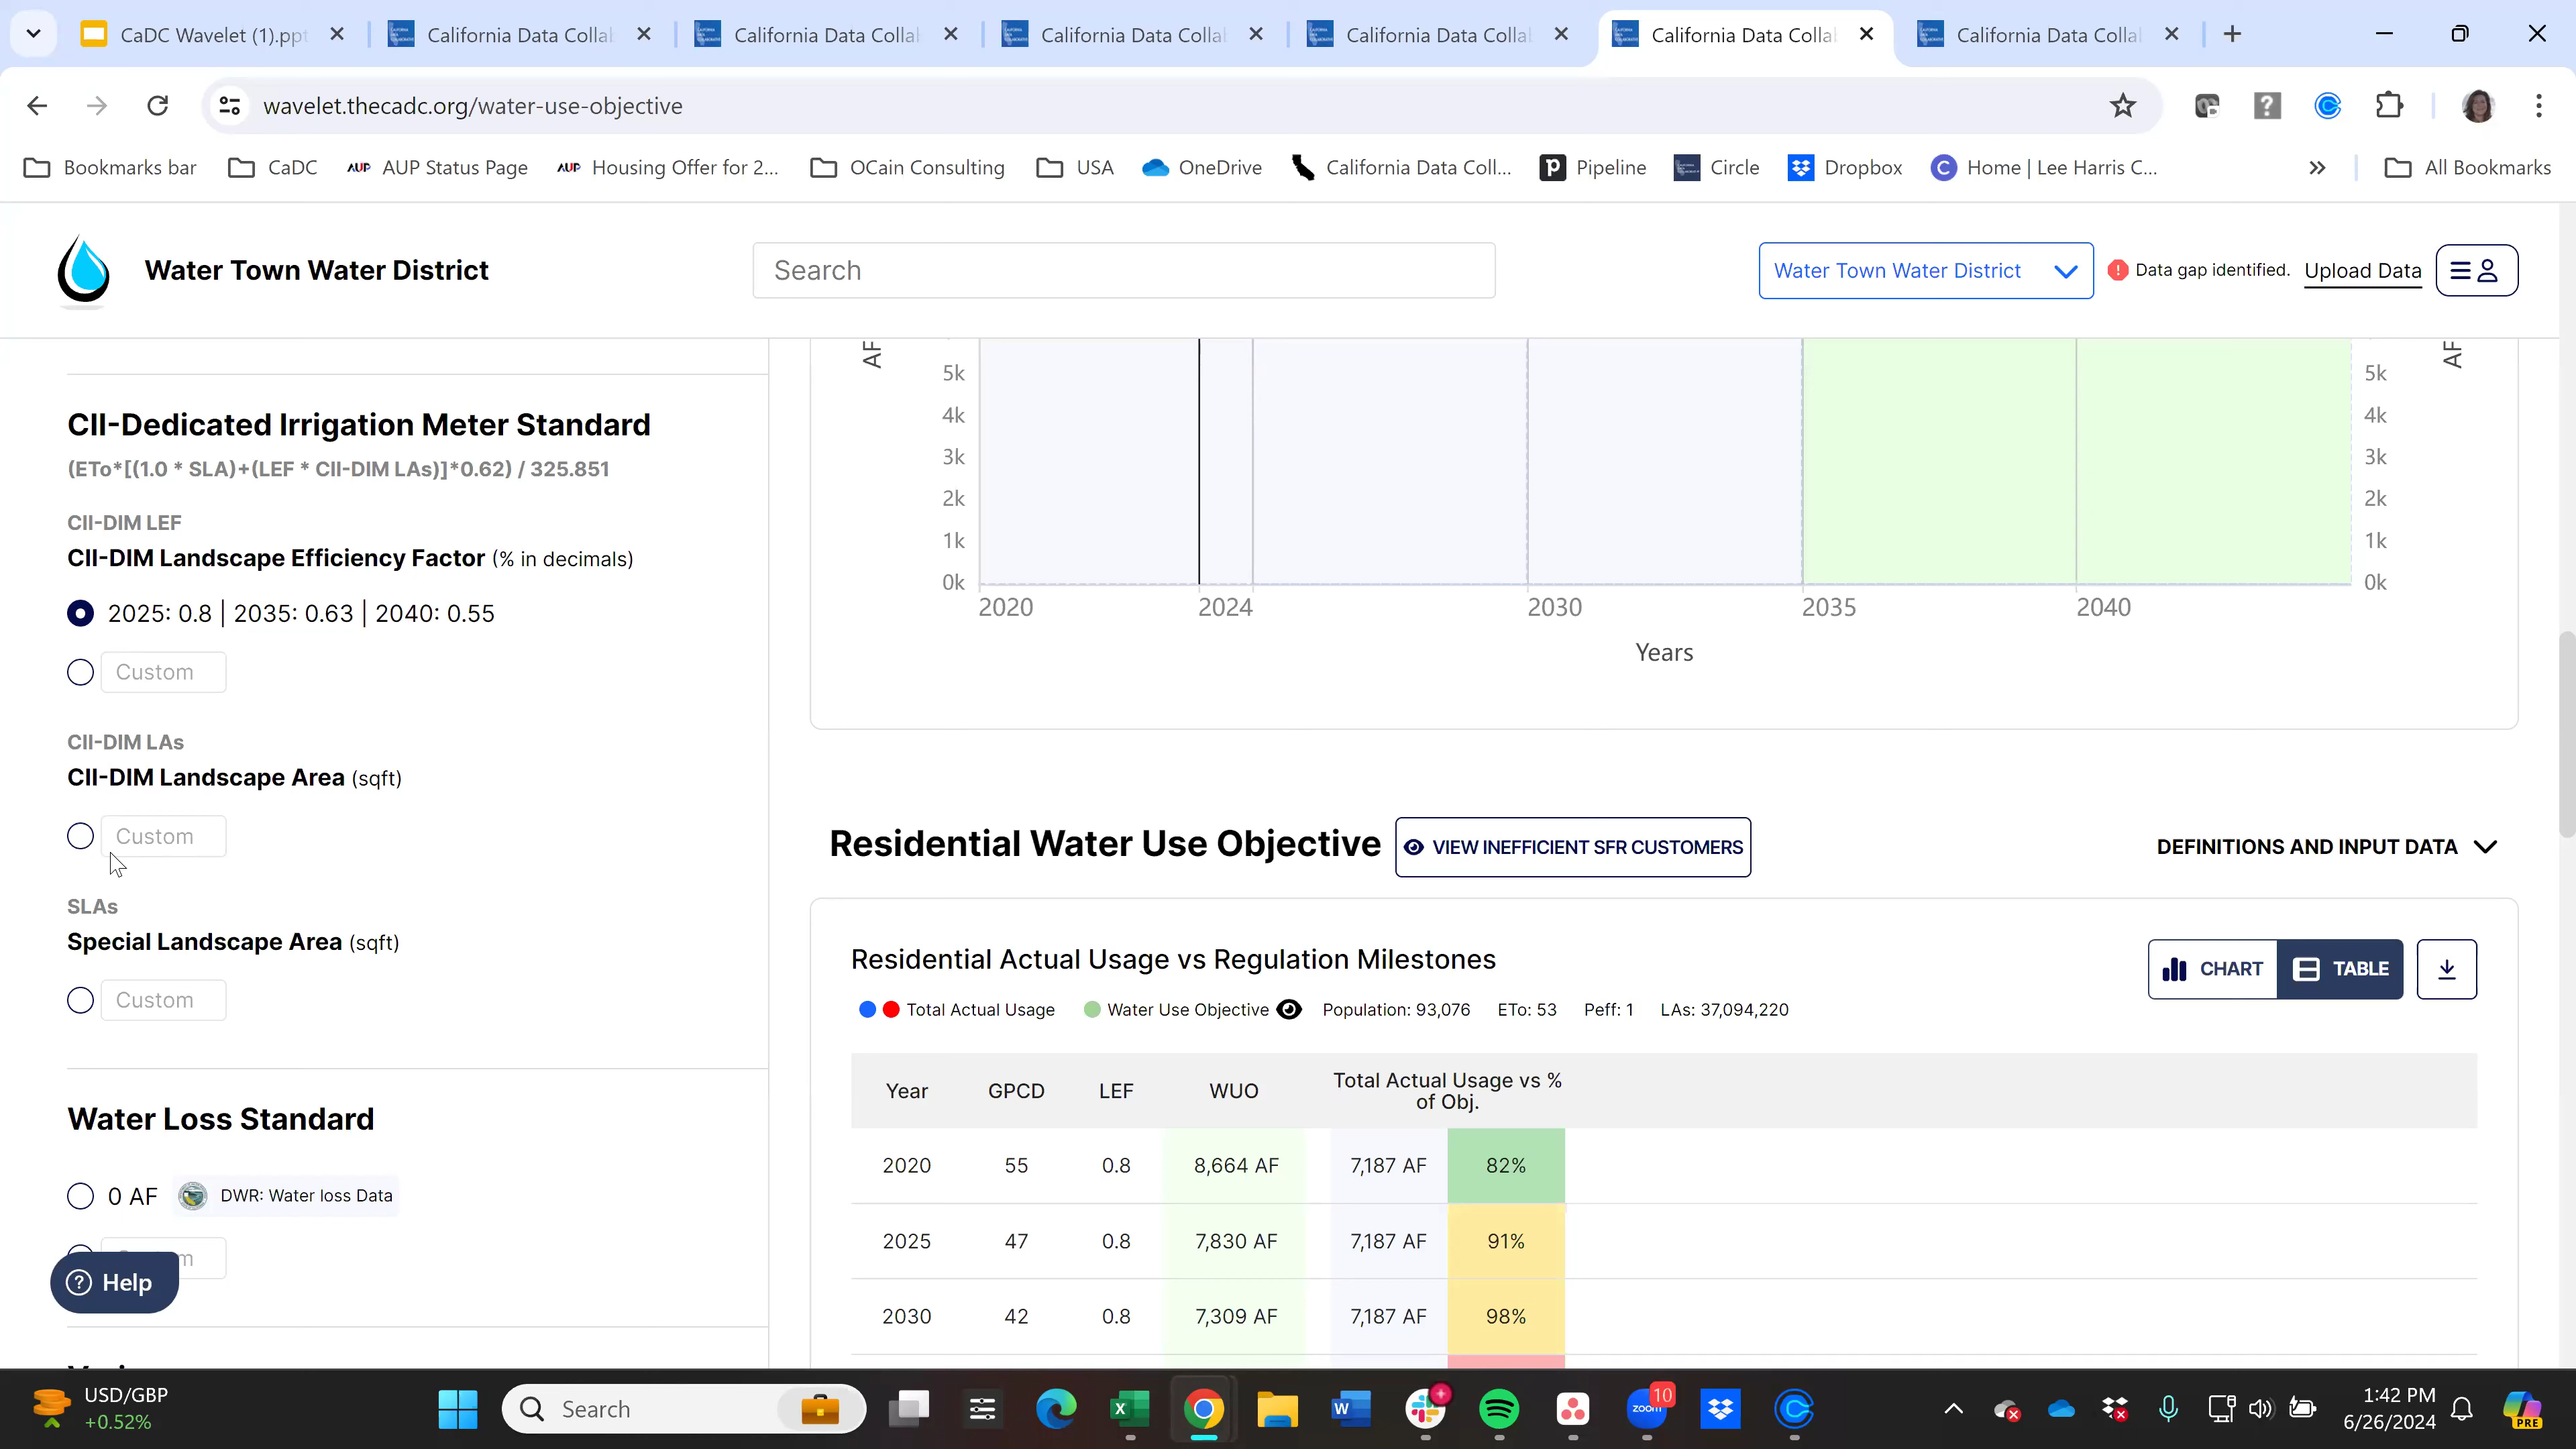 CaDC Wavelet (1).ppt
California Data Colla
California Data Colla
California Data Colla
California Data Colla
California Data Colla
California Data Colla
wavelet.thecadc.org/water-use-objective
Bookmarks bar
CaDC
AUP AUP Status Page
AUP Housing Offer for 2...
OCain Consulting
USA
OneDrive
California Data Coll...
Pipeline
Circle
Dropbox
C Home | Lee Harris C...
All Bookmarks
Water Town Water District
Search
Water Town Water District
Data gap identified.
Upload Data
CII-Dedicated Irrigation Meter Standard
(ETo*[(1.0 * SLA)+(LEF * CII-DIM LAs)]*0.62) / 325.851
CII-DIM LEF
CII-DIM Landscape Efficiency Factor (% in decimals)
2025: 0.8 | 2035: 0.63 | 2040: 0.55
Custom
CII-DIM LAs
CII-DIM Landscape Area (sqft)
Custom
SLAs
Special Landscape Area (sqft)
Custom
Water Loss Standard
0 AF DWR: Water loss Data
Help
AF
5k
4k
3k
2k
1k
0k
2020
2024
2030
2035
2040
Years
AF
5k
4k
3k
2k
1k
0k
Residential Water Use Objective
VIEW INEFFICIENT SFR CUSTOMERS
DEFINITIONS AND INPUT DATA
Residential Actual Usage vs Regulation Milestones
CHART
TABLE
Total Actual Usage Water Use Objective Population: 93,076 ETo: 53 Peff: 1 LAs: 37,094,220
Year GPCD LEF WUO Total Actual Usage vs %
of Obj.
2020 55 0.8 8,664 AF 7,187 AF 82%
2025 47 0.8 7,830 AF 7,187 AF 91%
2030 42 0.8 7,309 AF 7,187 AF 98%
USD/GBP
+0.52%
Search
zoom
10
PRE
1:42 PM
6/26/2024